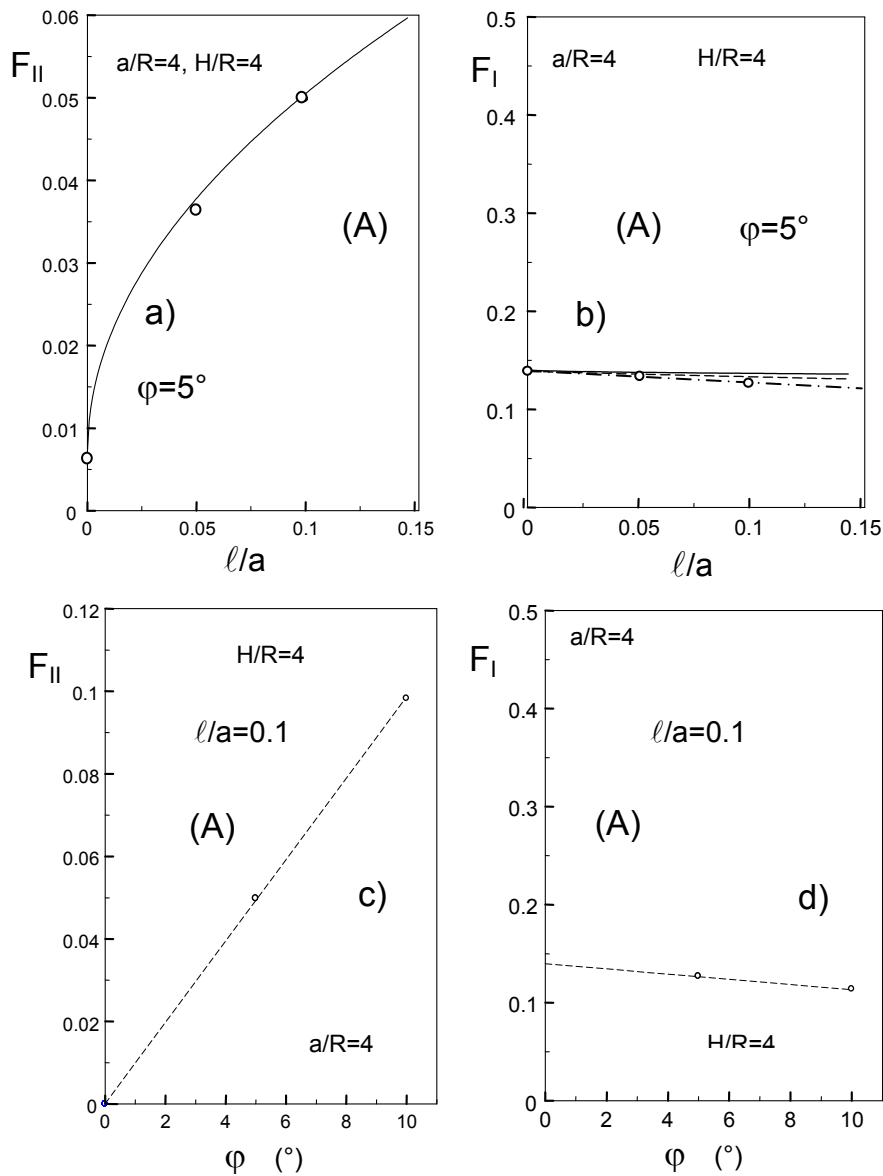 0.06
F_II
a/R=4, H/R=4
0.05
0.04
(A)
0.03
a)
0.02
φ=5°
0.01
0
0 0.05 0.1 0.15
ℓ/a
0.5
F_I
a/R=4 H/R=4
0.4
0.3
(A)
φ=5°
0.2
b)
0.1
0
0 0.05 0.1 0.15
ℓ/a
0.12
F_II
H/R=4
0.1
ℓ/a=0.1
0.08
(A)
0.06
c)
0.04
0.02
a/R=4
0
0 2 4 6 8 10
φ (°)
0.5
F_I
a/R=4
0.4
ℓ/a=0.1
0.3
(A)
0.2
d)
0.1
H/R=4
0
0 2 4 6 8 10
φ (°)